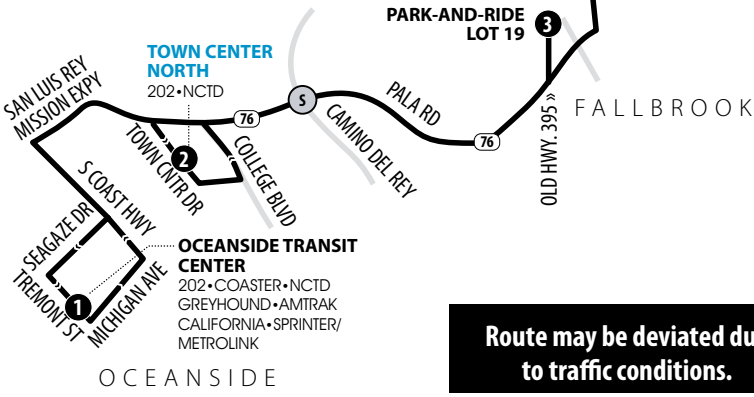 PARK-AND-RIDE
LOT 19
3
TOWN CENTER
NORTH
202•NCTD
SAN LUIS REY
MISSION EXPY
76
S
PALA RD
CAMINO DEL REY
76
OLD HWY. 395 »
FALLBROOK
TOWN CNTR DR
2
COLLEGE BLVD
S COAST HWY
SEAGAZE DR
TREMONT ST
1
MICHIGAN AVE
OCEANSIDE TRANSIT
CENTER
202•COASTER•NCTD
GREYHOUND•AMTRAK
CALIFORNIA•SPRINTER/
METROLINK
OCEANSIDE
Route may be deviated du
to traffic conditions.